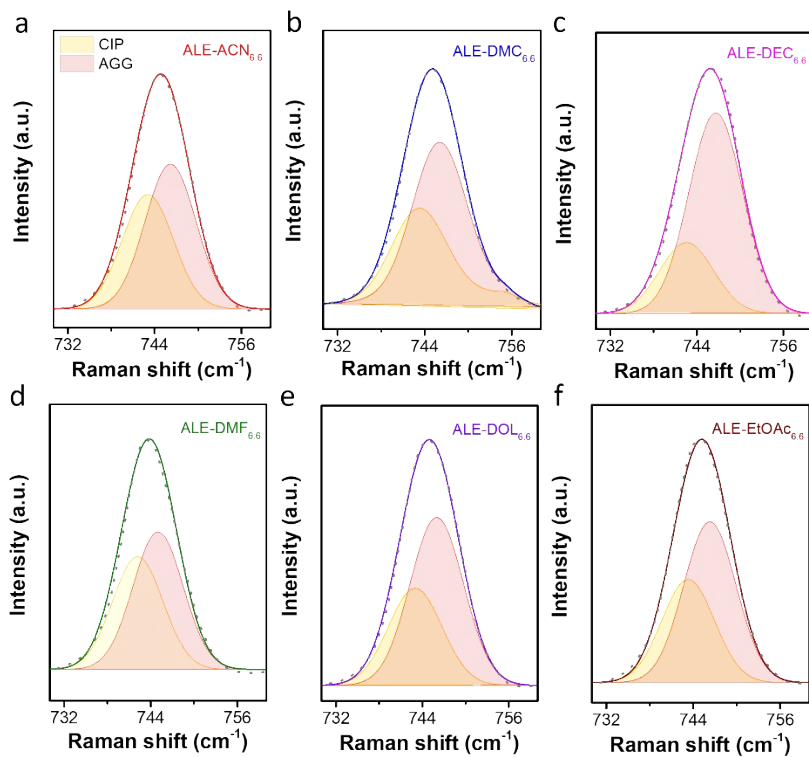 a
CIP
AGG
ALE-ACN6.6
Intensity (a.u.)
732 744 756
Raman shift (cm-1)
b
ALE-DMC6.6
Intensity (a.u.)
732 744 756
Raman shift (cm-1)
c
ALE-DEC6.6
Intensity (a.u.)
732 744 756
Raman shift (cm-1)
d
ALE-DMF6.6
Intensity (a.u.)
732 744 756
Raman shift (cm-1)
e
ALE-DOL6.6
Intensity (a.u.)
732 744 756
Raman shift (cm-1)
f
ALE-EtOAc6.6
Intensity (a.u.)
732 744 756
Raman shift (cm-1)